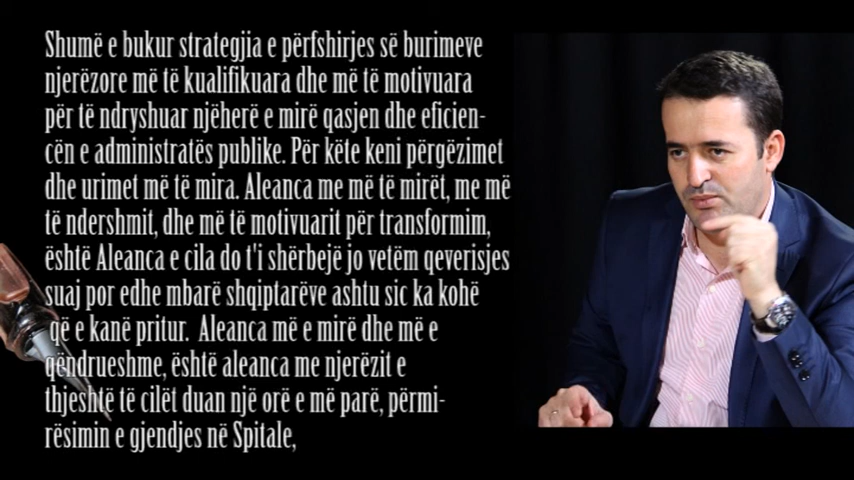 Shumë e bukur strategjia e përfshirjes së burimeve
njerëzore më të kualifikuara dhe më të motivuara
për të ndryshuar njëherë e mirë qasjen dhe eficien-
cën e administratës publike. Për këte keni përgëzimet
dhe urimet më të mira. Aleanca me më të mirët, me më
të ndershmit, dhe më të motivuarit për transformim,
është Aleanca e cila do t'i shërbejë jo vetëm qeverisjes
suaj por edhe mbarë shqiptarëve ashtu sic ka kohë
që e kanë pritur. Aleanca më e mirë dhe më e
qëndrueshme, është aleanca me njerëzit e
thjeshtë të cilët duan një orë e më parë, përmi-
rësimin e gjendjes në Spitale,